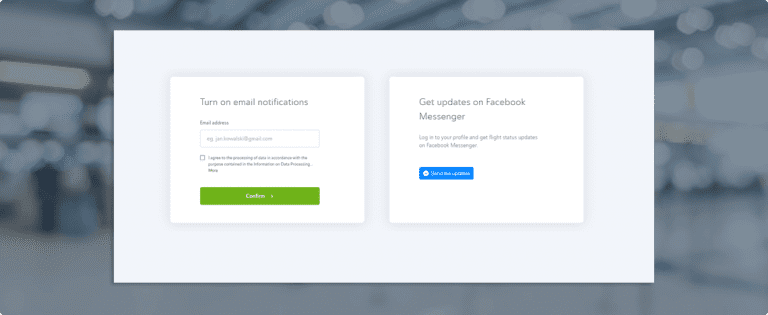 Turn on email notifications
Email address
eg. jan.kowalski@gmail.com
I agree to the processing of data in accordance with the
purpose contained in the Information on Data Processing.
More
Confirm
Get updates on Facebook
Messenger
Log in to your profile and get flight status updates
on Facebook Messenger.
Send me updates